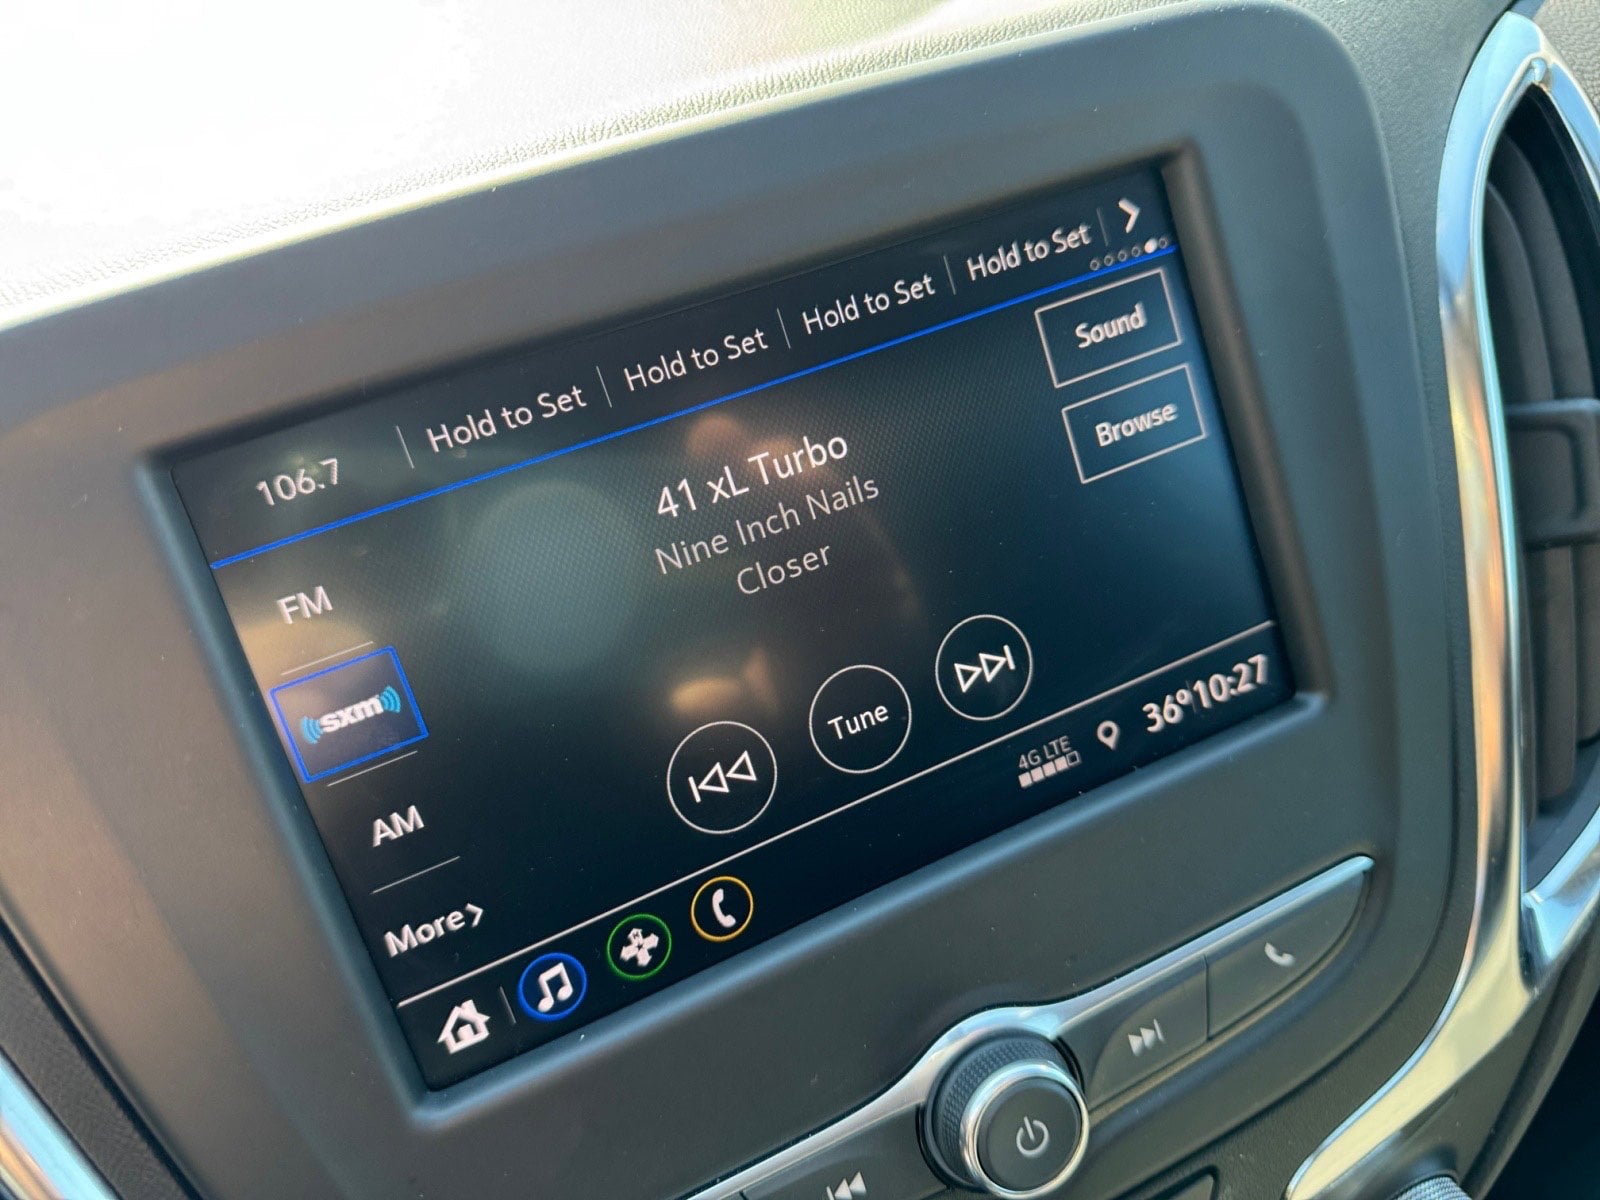 106.7 Hold to Set Hold to Set Hold to Set Hold to Set
Sound
Browse
41 xL Turbo
Nine Inch Nails
Closer
FM
sxm
AM
More
Tune
4G LTE
36° 10:27